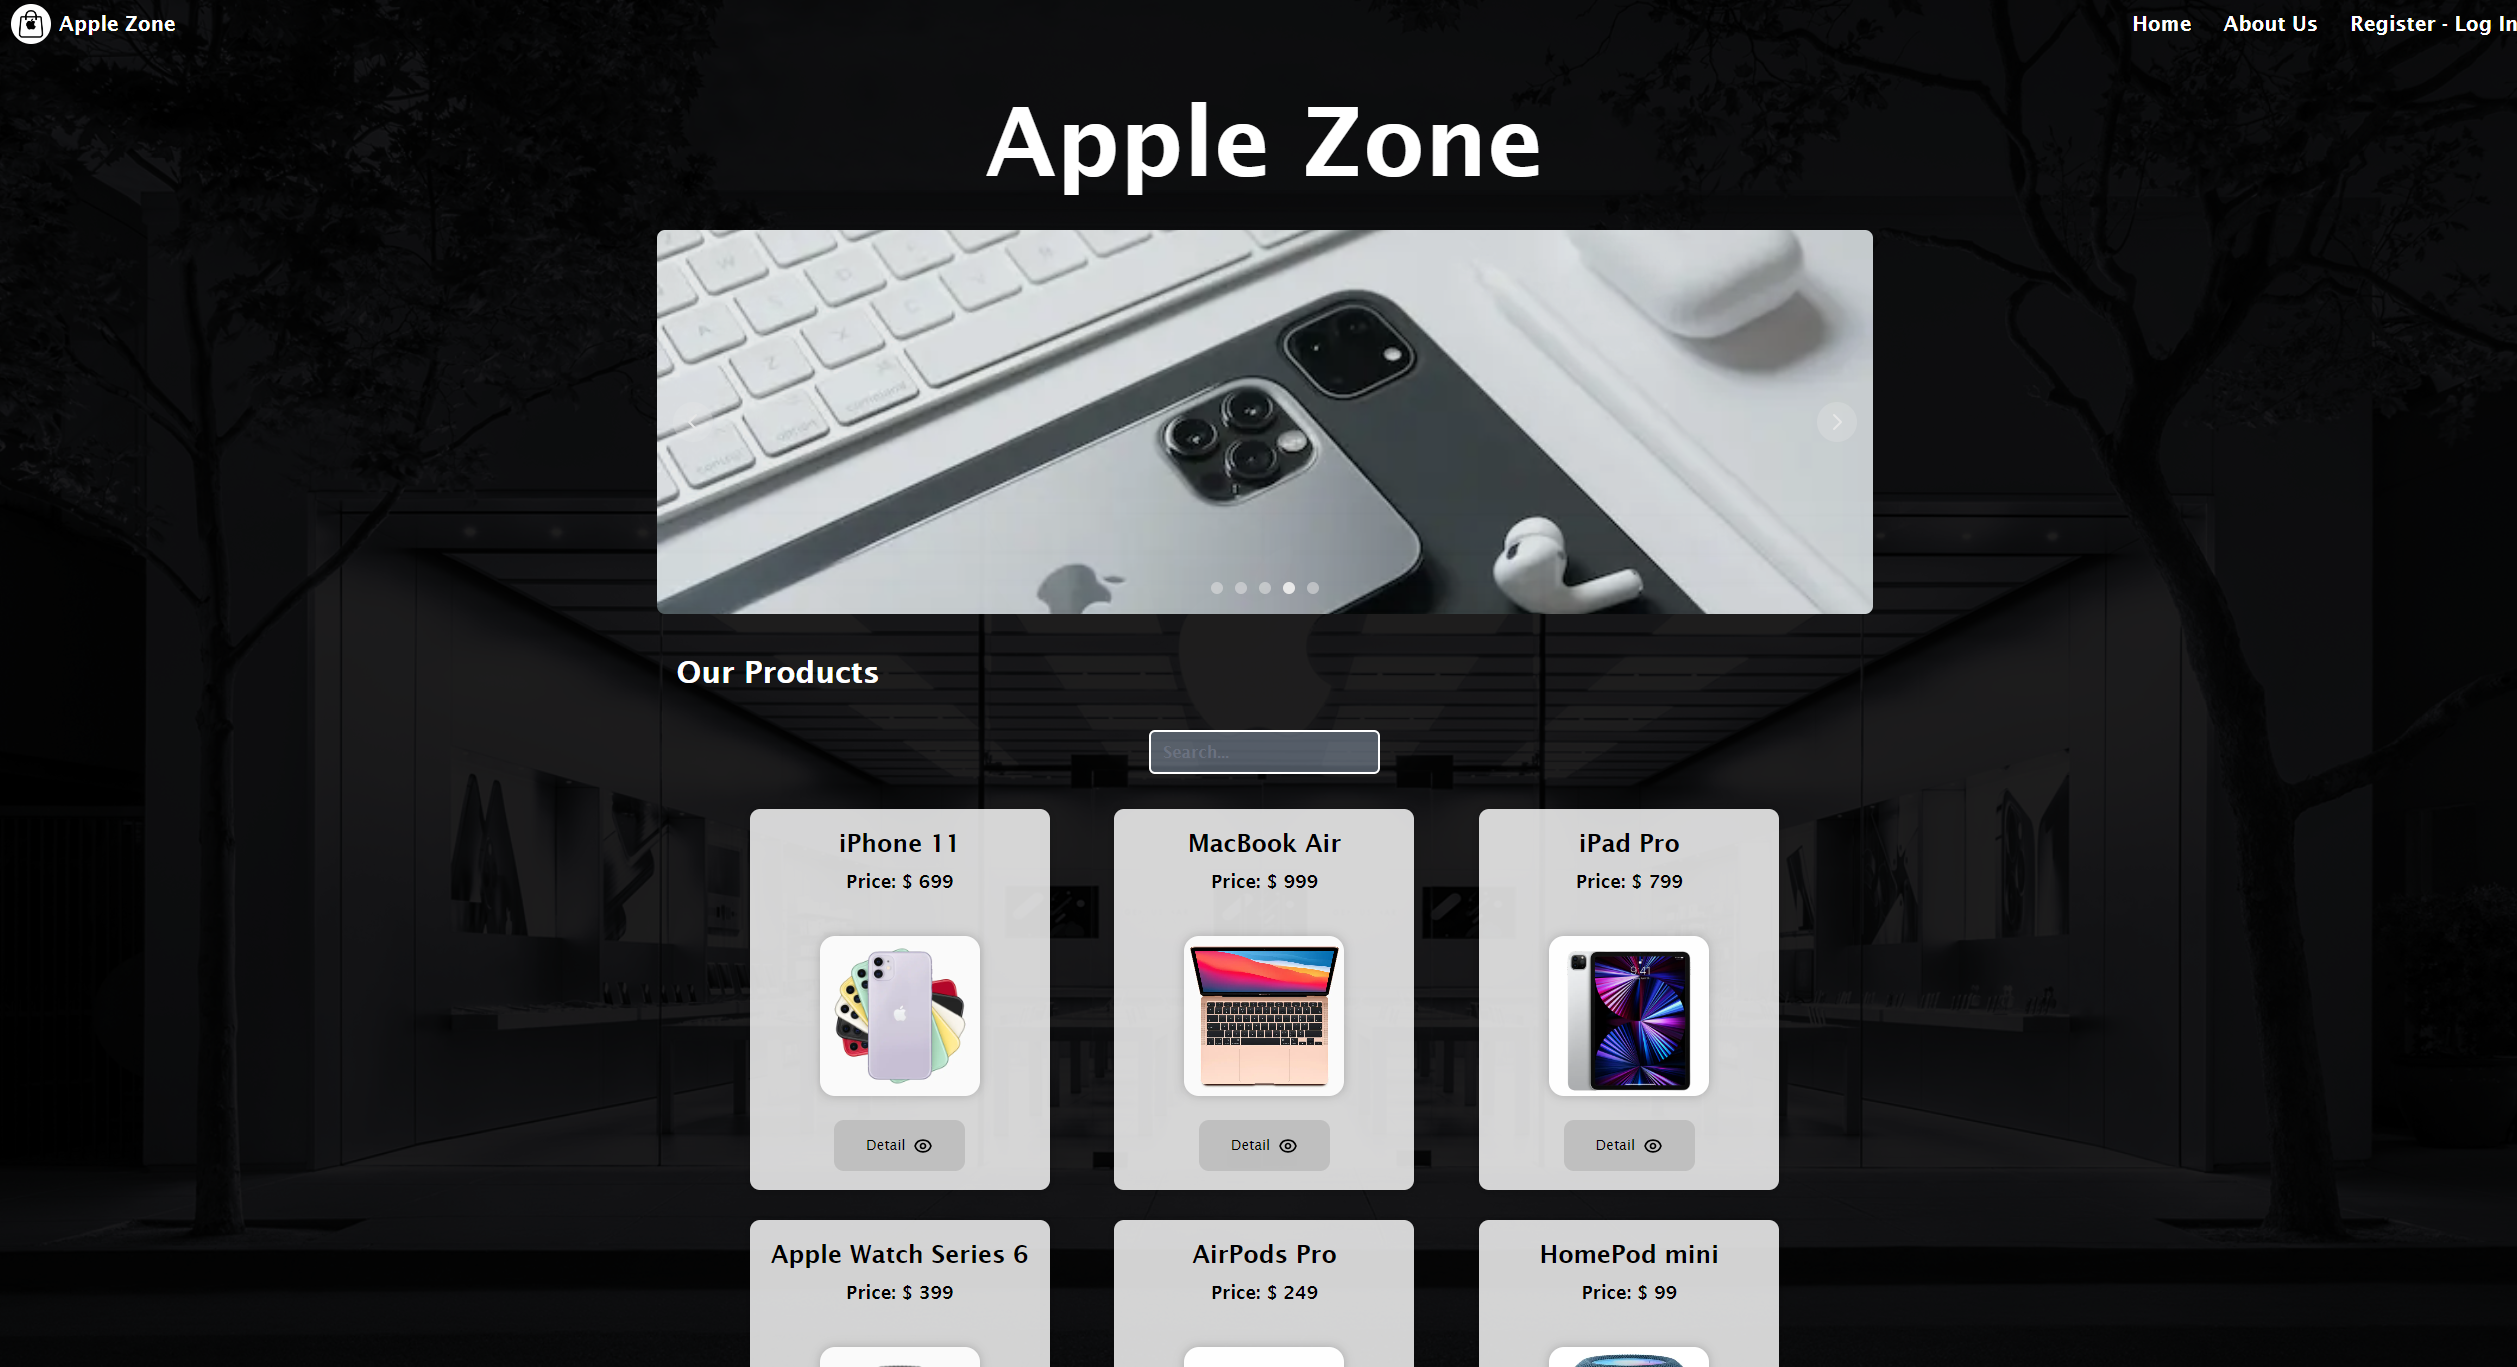 Apple Zone
Home About Us Register - Log In
Apple Zone
Our Products
Search...
iPhone 11
Price: $ 699
Detail
MacBook Air
Price: $ 999
Detail
iPad Pro
Price: $ 799
9:41
Detail
Apple Watch Series 6
Price: $ 399
AirPods Pro
Price: $ 249
HomePod mini
Price: $ 99